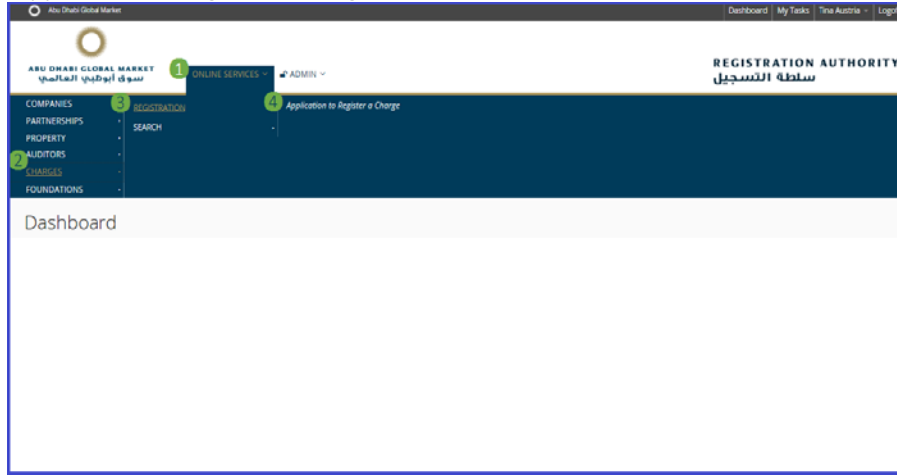 Abu Dhabi Global Market
Dashboard My Tasks Tina Austria Logo
ABU DHABI GLOBAL MARKET
سوق أبوظبي العالمي
1 ONLINE SERVICES ADMIN
REGISTRATION AUTHORITY
سلطة التسجيل
COMPANIES 3 REGISTRATION 4 Application to Register a Charge
PARTNERSHIPS SEARCH
PROPERTY
AUDITORS
2 CHARGES
FOUNDATIONS
Dashboard